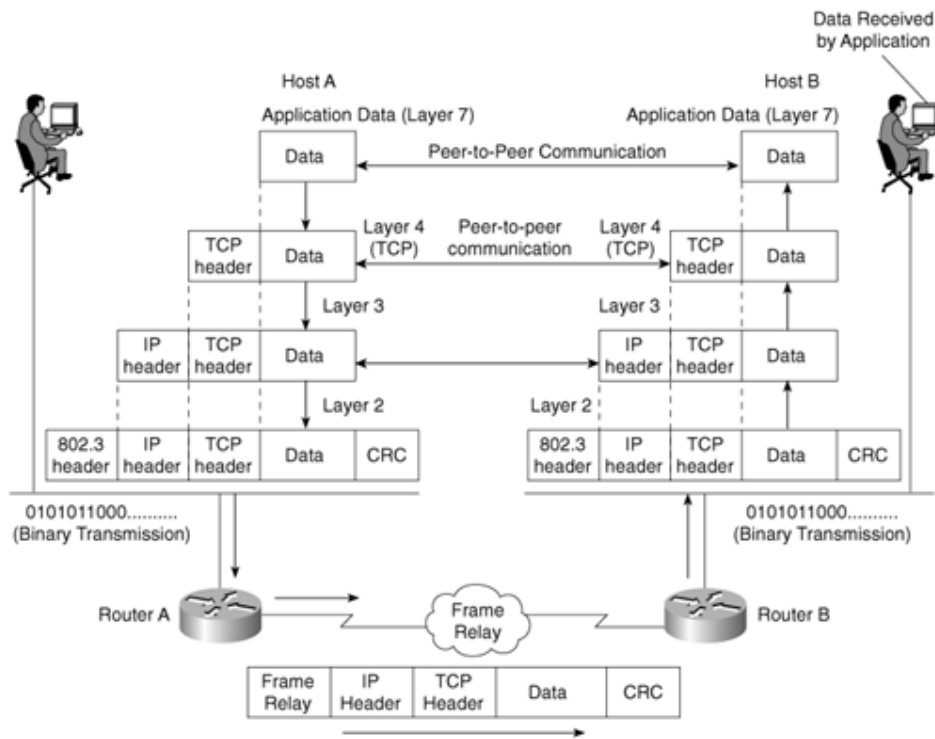 Data Received
by Application
Host A
Host B
Application Data (Layer 7)
Application Data (Layer 7)
Data
Peer-to-Peer Communication
Data
Layer 4
(TCP)
Peer-to-peer
communication
Layer 4
(TCP)
TCP
header
Data
TCP
header
Data
Layer 3
Layer 3
IP
header
TCP
header
Data
IP
header
TCP
header
Data
Layer 2
Layer 2
802.3
header
IP
header
TCP
header
Data
CRC
802.3
header
IP
header
TCP
header
Data
CRC
0101011000..........
(Binary Transmission)
0101011000..........
(Binary Transmission)
Router A
Frame
Relay
Router B
Frame
Relay
IP
Header
TCP
Header
Data
CRC